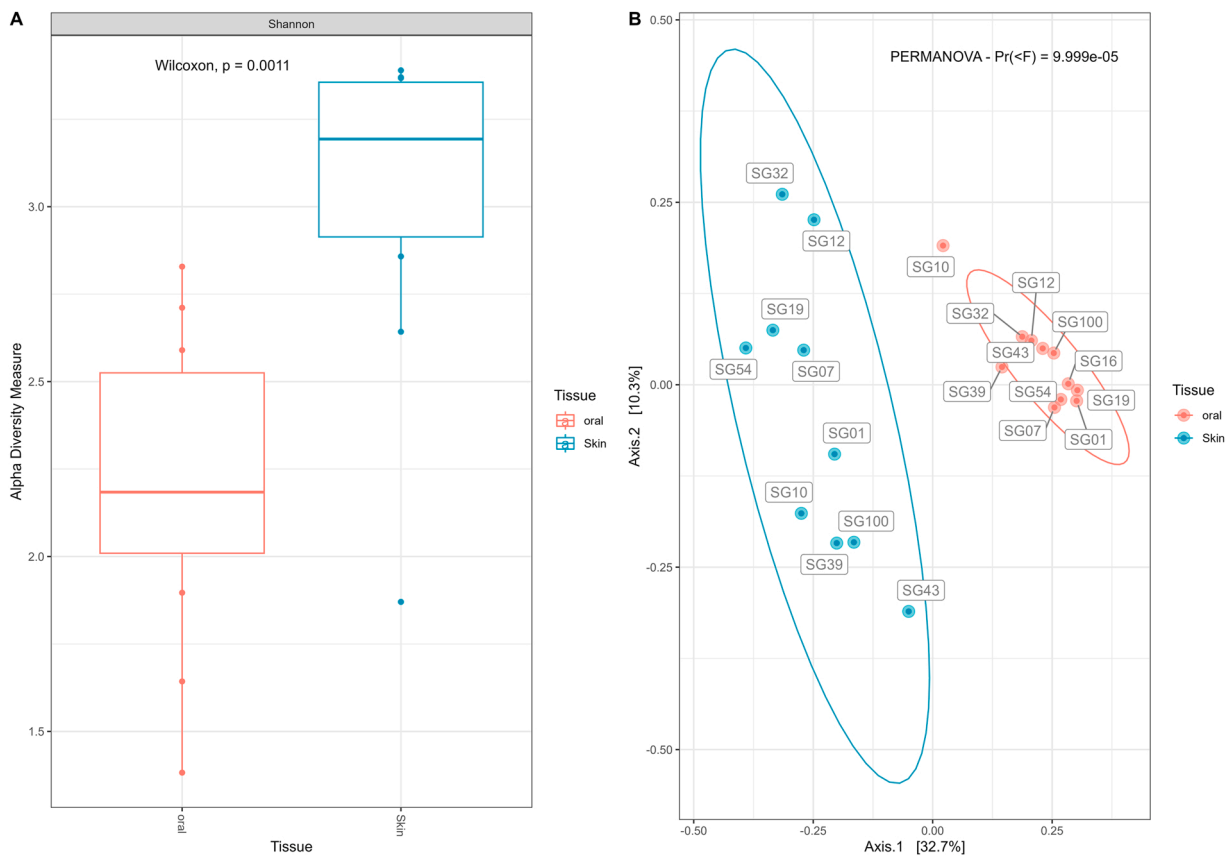 A
Shannon
Wilcoxon, p = 0.0011
3.0
2.5
2.0
1.5
Alpha Diversity Measure
oral
Skin
Tissue
Tissue
a oral
a Skin
B
PERMANOVA - Pr(<F) = 9.999e-05
0.50
0.25
0.00
-0.25
-0.50
Axis.2 [10.3%]
SG32
SG12
SG10
SG12
SG19
SG32
SG100
SG43
SG54
SG07
SG16
SG39
SG54
SG19
SG07
SG01
SG01
SG10
SG100
SG39
SG43
-0.50
-0.25
0.00
0.25
Axis.1 [32.7%]
Tissue
oral
Skin